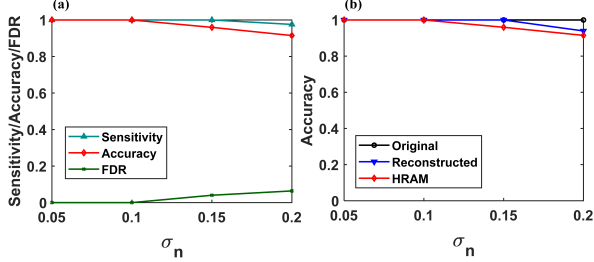 (a)
Sensitivity/Accuracy/FDR
1
0.8
0.6
0.4
0.2
0
Sensitivity
Accuracy
FDR
0.05 0.1 0.15 0.2
σn
(b)
Accuracy
1
0.8
0.6
0.4
0.2
0
Original
Reconstructed
HRAM
0.05 0.1 0.15 0.2
σn